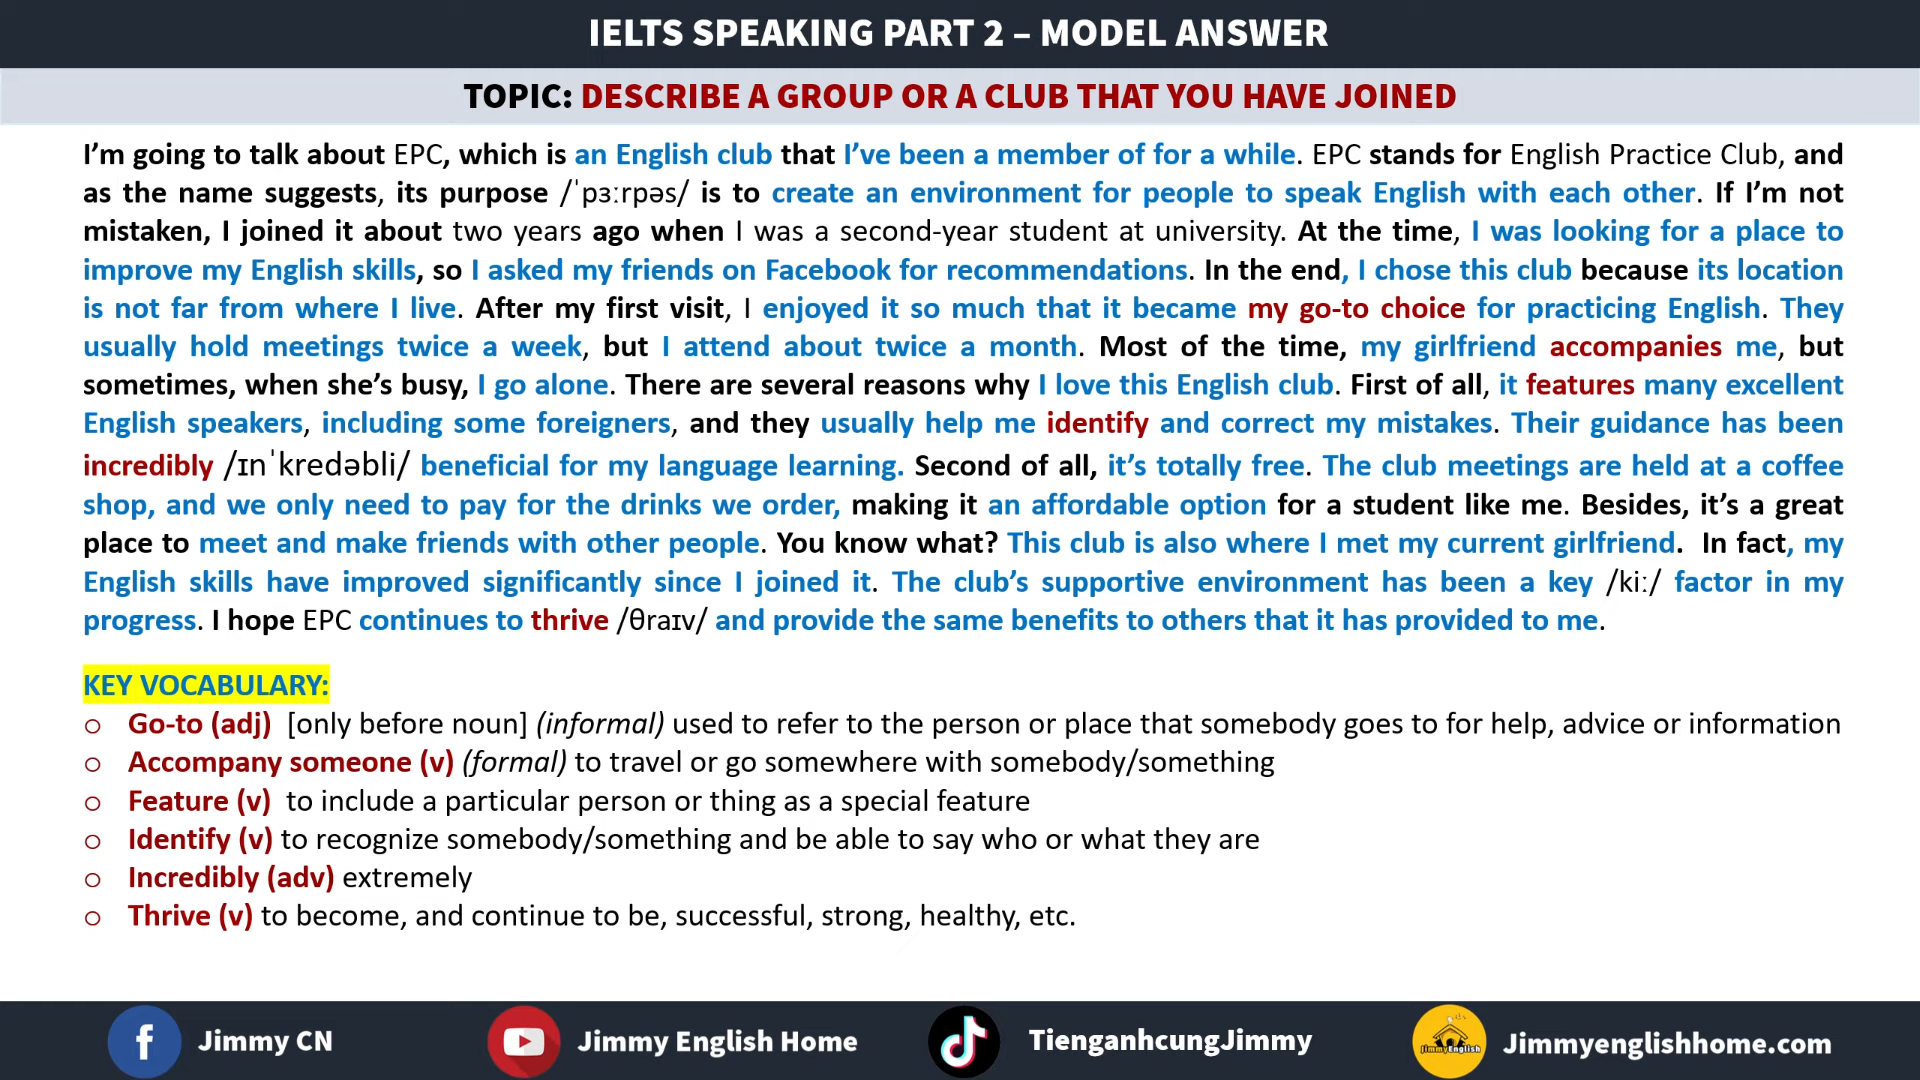 IELTS SPEAKING PART 2 – MODEL ANSWER
TOPIC: DESCRIBE A GROUP OR A CLUB THAT YOU HAVE JOINED
I’m going to talk about EPC, which is an English club that I’ve been a member of for a while. EPC stands for English Practice Club, and
as the name suggests, its purpose /ˈpɜːrpəs/ is to create an environment for people to speak English with each other. If I’m not
mistaken, I joined it about two years ago when I was a second-year student at university. At the time, I was looking for a place to
improve my English skills, so I asked my friends on Facebook for recommendations. In the end, I chose this club because its location
is not far from where I live. After my first visit, I enjoyed it so much that it became my go-to choice for practicing English. They
usually hold meetings twice a week, but I attend about twice a month. Most of the time, my girlfriend accompanies me, but
sometimes, when she’s busy, I go alone. There are several reasons why I love this English club. First of all, it features many excellent
English speakers, including some foreigners, and they usually help me identify and correct my mistakes. Their guidance has been
incredibly /ɪnˈkredəbli/ beneficial for my language learning. Second of all, it’s totally free. The club meetings are held at a coffee
shop, and we only need to pay for the drinks we order, making it an affordable option for a student like me. Besides, it’s a great
place to meet and make friends with other people. You know what? This club is also where I met my current girlfriend. In fact, my
English skills have improved significantly since I joined it. The club’s supportive environment has been a key /kiː/ factor in my
progress. I hope EPC continues to thrive /θraɪv/ and provide the same benefits to others that it has provided to me.
KEY VOCABULARY:
o Go-to (adj) [only before noun] (informal) used to refer to the person or place that somebody goes to for help, advice or information
o Accompany someone (v) (formal) to travel or go somewhere with somebody/something
o Feature (v) to include a particular person or thing as a special feature
o Identify (v) to recognize somebody/something and be able to say who or what they are
o Incredibly (adv) extremely
o Thrive (v) to become, and continue to be, successful, strong, healthy, etc.
Jimmy CN Jimmy English Home TienganhcungJimmy JimmyEnglish Jimmyenglishhome.com